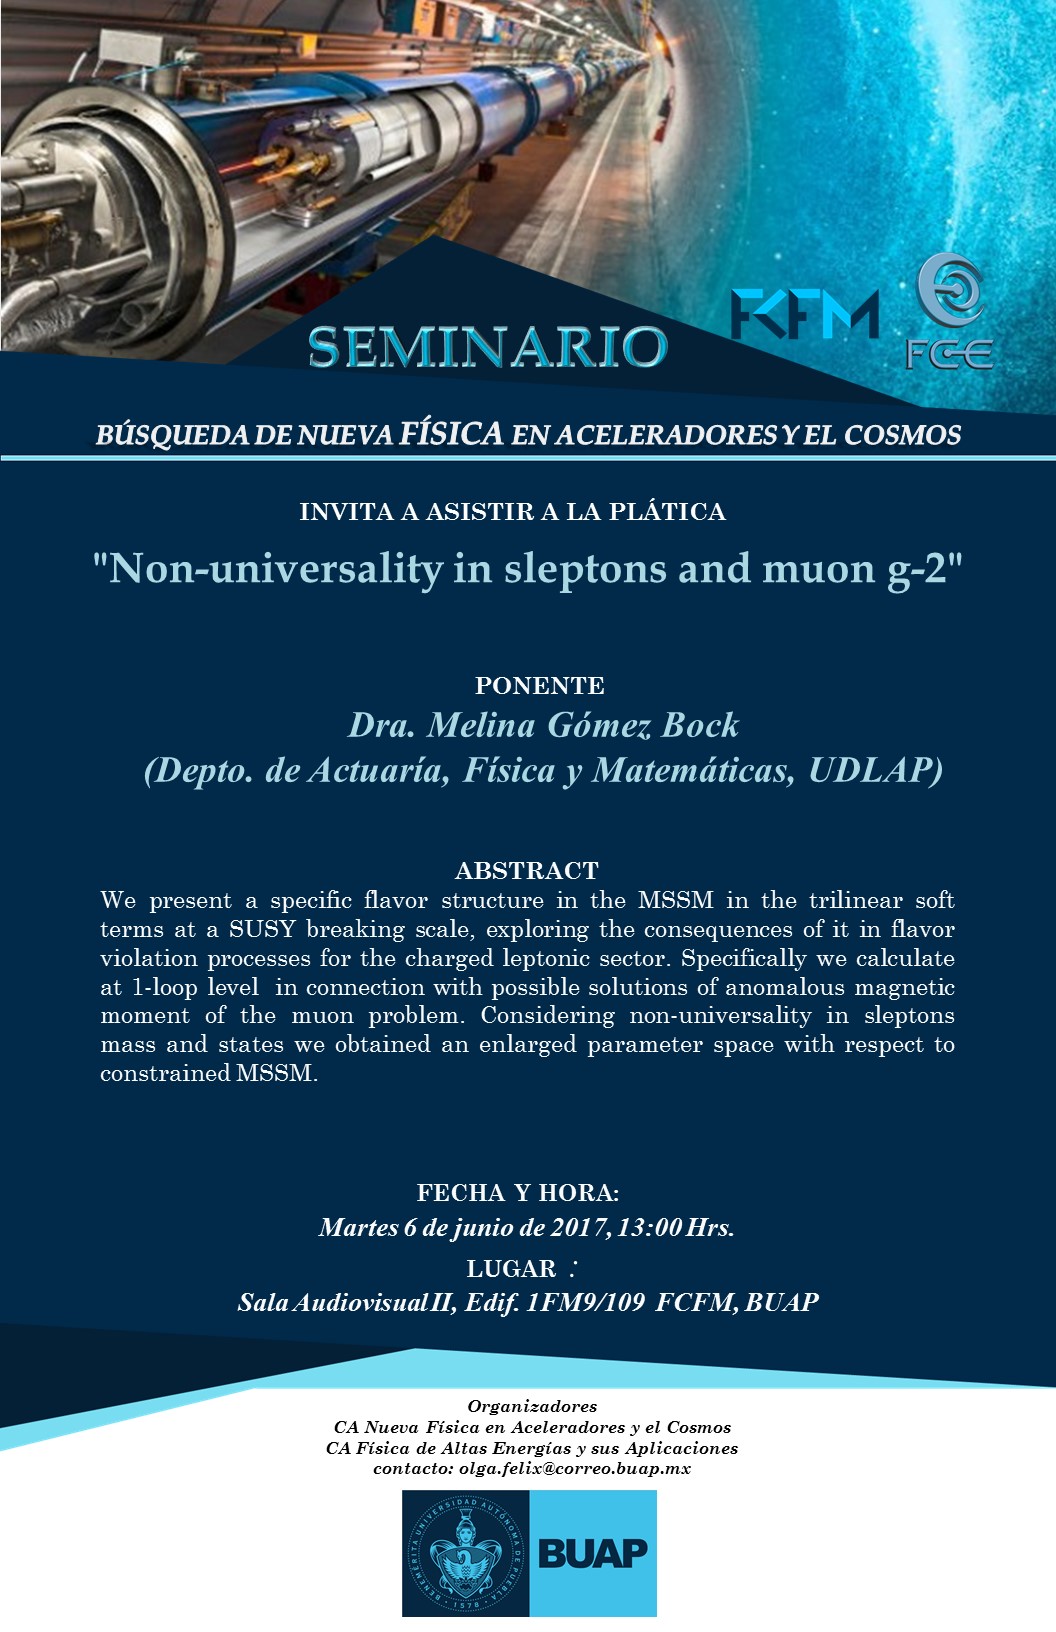 SEMINARIO
FCFM
FCE
BÚSQUEDA DE NUEVA FÍSICA EN ACELERADORES Y EL COSMOS
INVITA A ASISTIR A LA PLÁTICA
"Non-universality in sleptons and muon g-2"
PONENTE
Dra. Melina Gómez Bock
(Depto. de Actuaría, Física y Matemáticas, UDLAP)
ABSTRACT
We present a specific flavor structure in the MSSM in the trilinear soft
terms at a SUSY breaking scale, exploring the consequences of it in flavor
violation processes for the charged leptonic sector. Specifically we calculate
at 1-loop level in connection with possible solutions of anomalous magnetic
moment of the muon problem. Considering non-universality in sleptons
mass and states we obtained an enlarged parameter space with respect to
constrained MSSM.
FECHA Y HORA:
Martes 6 de junio de 2017, 13:00 Hrs.
LUGAR :
Sala Audiovisual II, Edif. 1FM9/109 FCFM, BUAP
Organizadores
CA Nueva Física en Aceleradores y el Cosmos
CA Física de Altas Energías y sus Aplicaciones
contacto: olga.felix@correo.buap.mx
BENEMÉRITA UNIVERSIDAD AUTÓNOMA DE PUEBLA
1578
BUAP